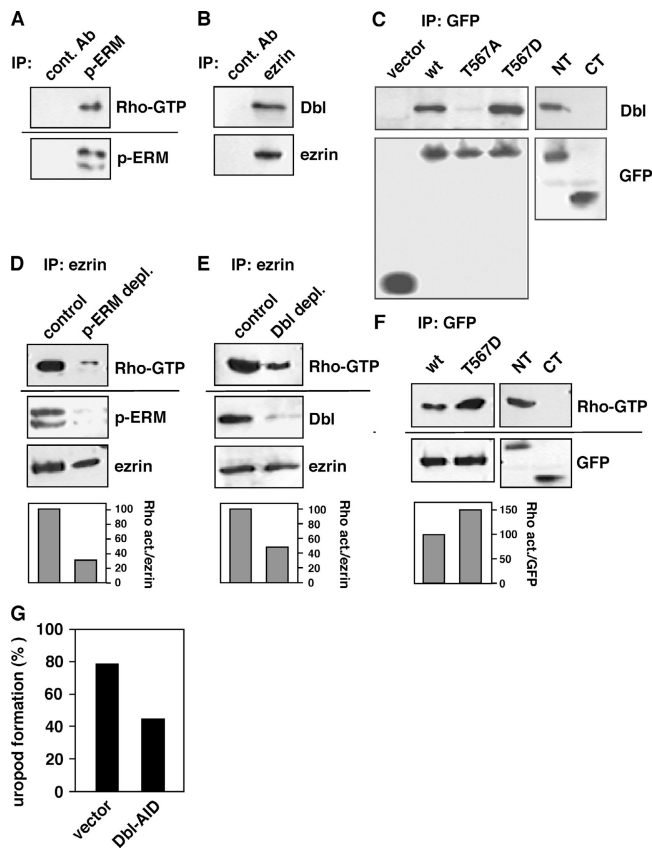 A
IP:
cont. Ab
p-ERM
Rho-GTP
p-ERM
B
IP:
cont. Ab
ezrin
Dbl
ezrin
C
IP: GFP
vector
wt
T567A
T567D
NT
CT
Dbl
GFP
D
IP: ezrin
control
p-ERM depl.
Rho-GTP
p-ERM
ezrin
100
80
60
40
20
0
Rho act./ezrin
E
IP: ezrin
control
Dbl depl.
Rho-GTP
Dbl
ezrin
100
80
60
40
20
0
Rho act./ezrin
F
IP: GFP
wt
T567D
NT
CT
Rho-GTP
GFP
150
100
50
0
Rho act./GFP
G
uropod formation (% )
100
80
60
40
20
0
vector
Dbl-AID